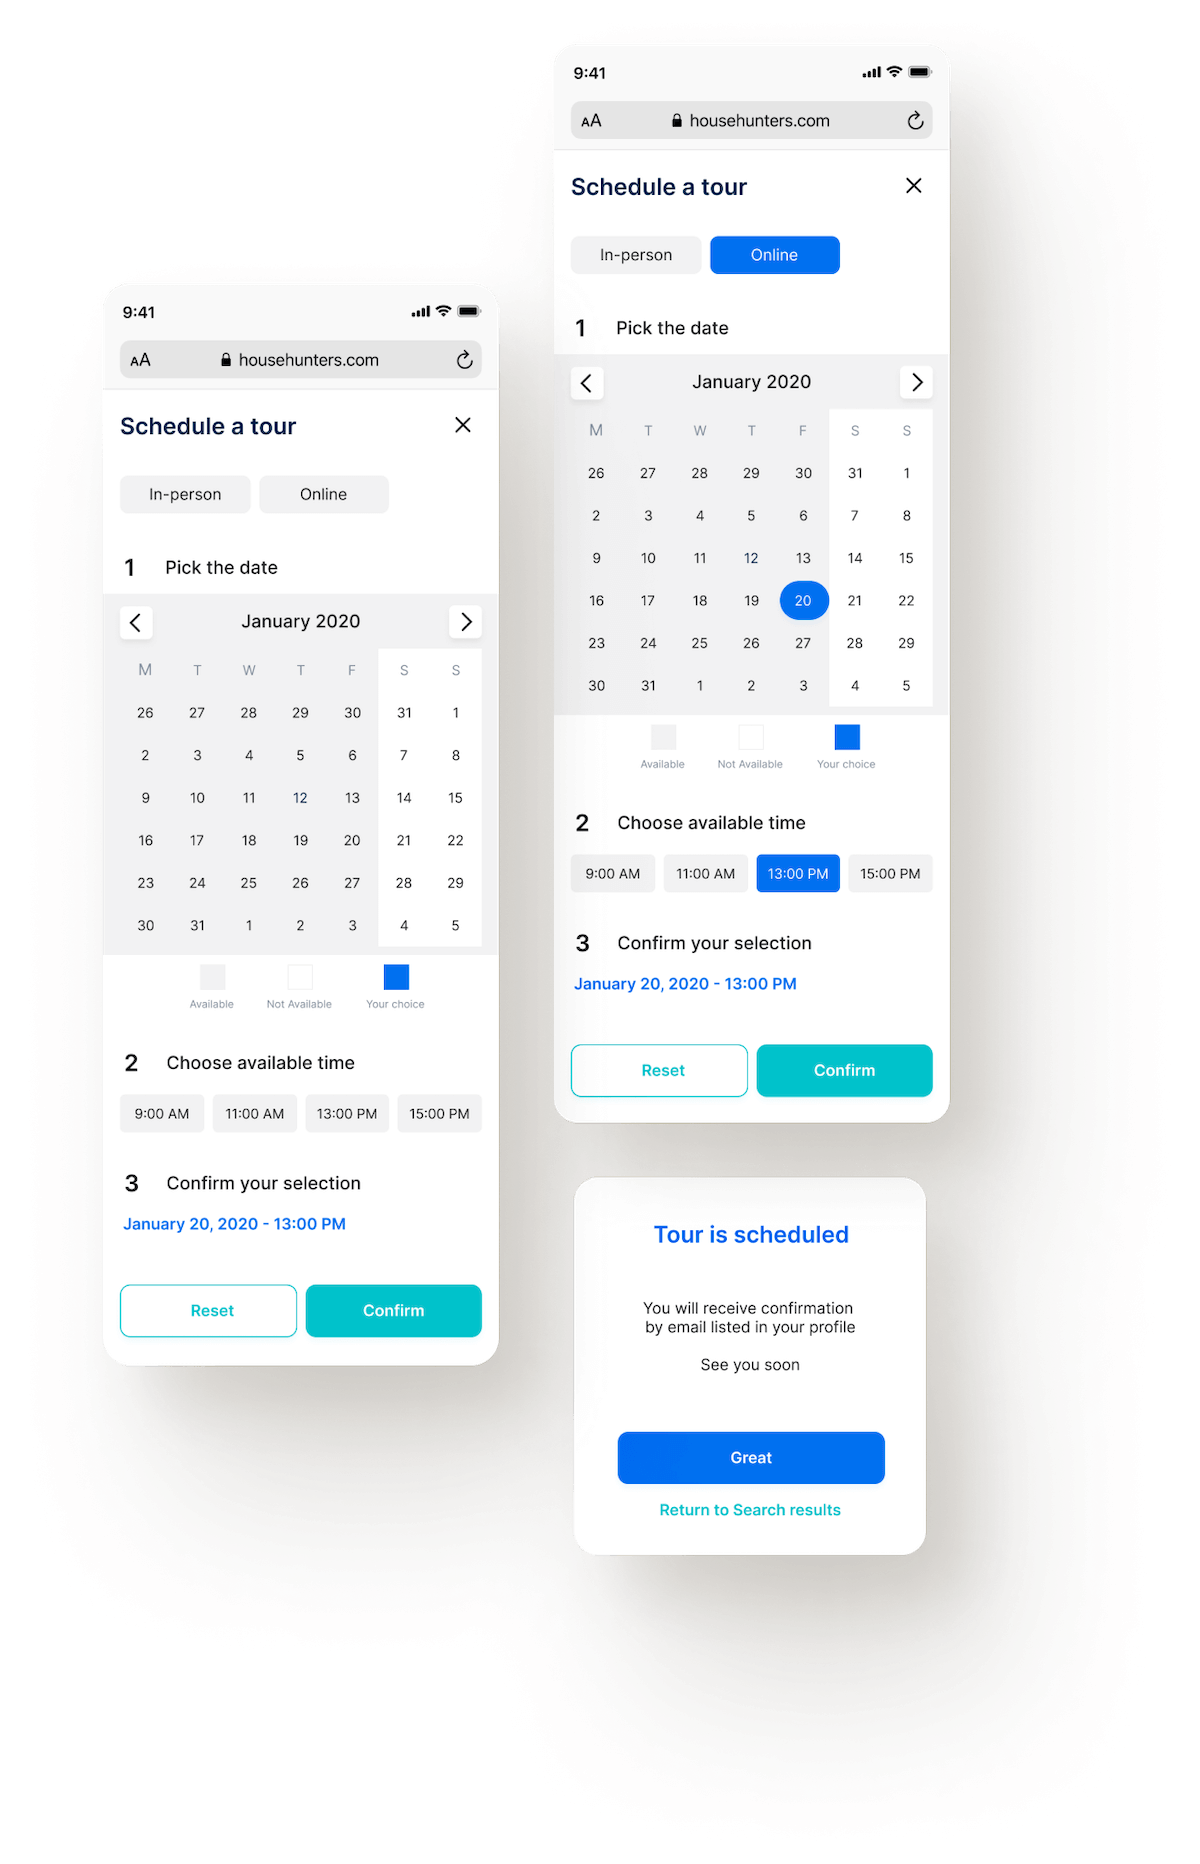 9:41
AA househunters.com
Schedule a tour
In-person Online
1 Pick the date
January 2020
M T W T F S S
26 27 28 29 30 31 1
2 3 4 5 6 7 8
9 10 11 12 13 14 15
16 17 18 19 20 21 22
23 24 25 26 27 28 29
30 31 1 2 3 4 5
Available Not Available Your choice
2 Choose available time
9:00 AM 11:00 AM 13:00 PM 15:00 PM
3 Confirm your selection
January 20, 2020 - 13:00 PM
Reset Confirm
9:41
AA househunters.com
Schedule a tour
In-person Online
1 Pick the date
January 2020
M T W T F S S
26 27 28 29 30 31 1
2 3 4 5 6 7 8
9 10 11 12 13 14 15
16 17 18 19 20 21 22
23 24 25 26 27 28 29
30 31 1 2 3 4 5
Available Not Available Your choice
2 Choose available time
9:00 AM 11:00 AM 13:00 PM 15:00 PM
3 Confirm your selection
January 20, 2020 - 13:00 PM
Reset Confirm
Tour is scheduled
You will receive confirmation
by email listed in your profile
See you soon
Great
Return to Search results